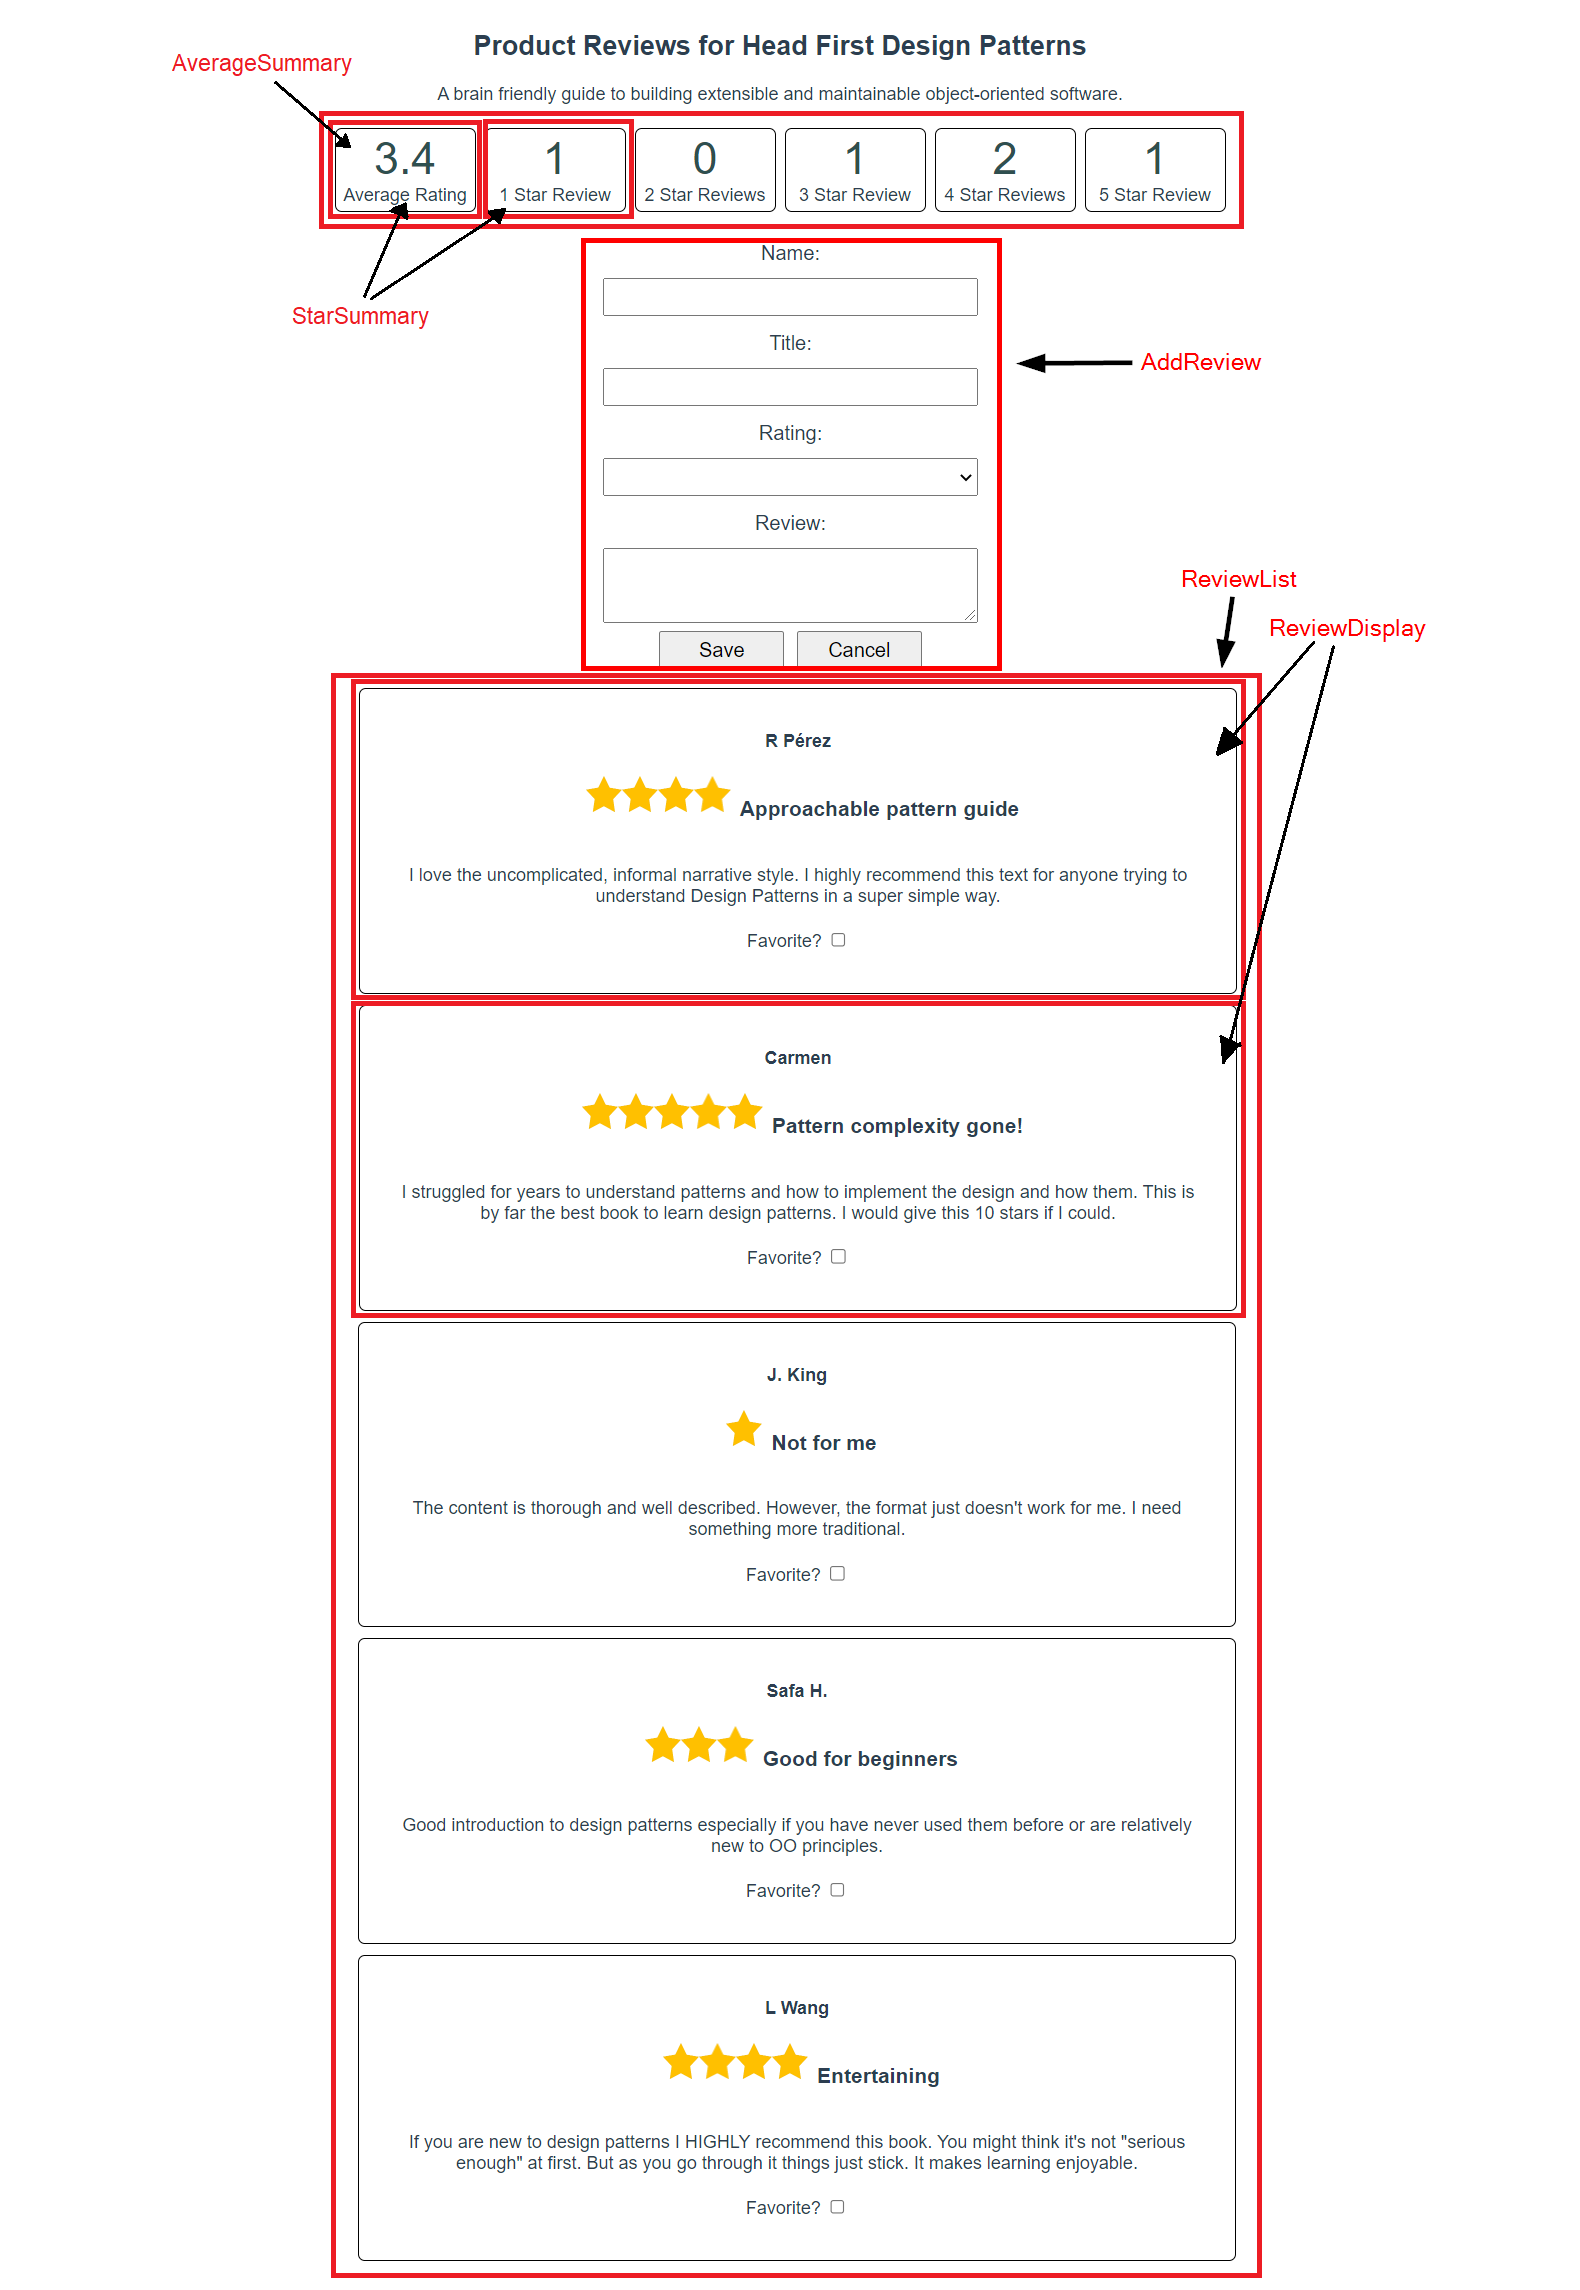 Product Reviews for Head First Design Patterns
AverageSummary
A brain friendly guide to building extensible and maintainable object-oriented software.
3.4
Average Rating
1
1 Star Review
0
2 Star Reviews
1
3 Star Review
2
4 Star Reviews
1
5 Star Review
StarSummary
Name:
Title:
AddReview
Rating:
Review:
Save
Cancel
ReviewList
ReviewDisplay
R Pérez
Approachable pattern guide
I love the uncomplicated, informal narrative style. I highly recommend this text for anyone trying to
understand Design Patterns in a super simple way.
Favorite?
Carmen
Pattern complexity gone!
I struggled for years to understand patterns and how to implement the design and how them. This is
by far the best book to learn design patterns. I would give this 10 stars if I could.
Favorite?
J. King
Not for me
The content is thorough and well described. However, the format just doesn't work for me. I need
something more traditional.
Favorite?
Safa H.
Good for beginners
Good introduction to design patterns especially if you have never used them before or are relatively
new to OO principles.
Favorite?
L Wang
Entertaining
If you are new to design patterns I HIGHLY recommend this book. You might think it's not "serious
enough" at first. But as you go through it things just stick. It makes learning enjoyable.
Favorite?